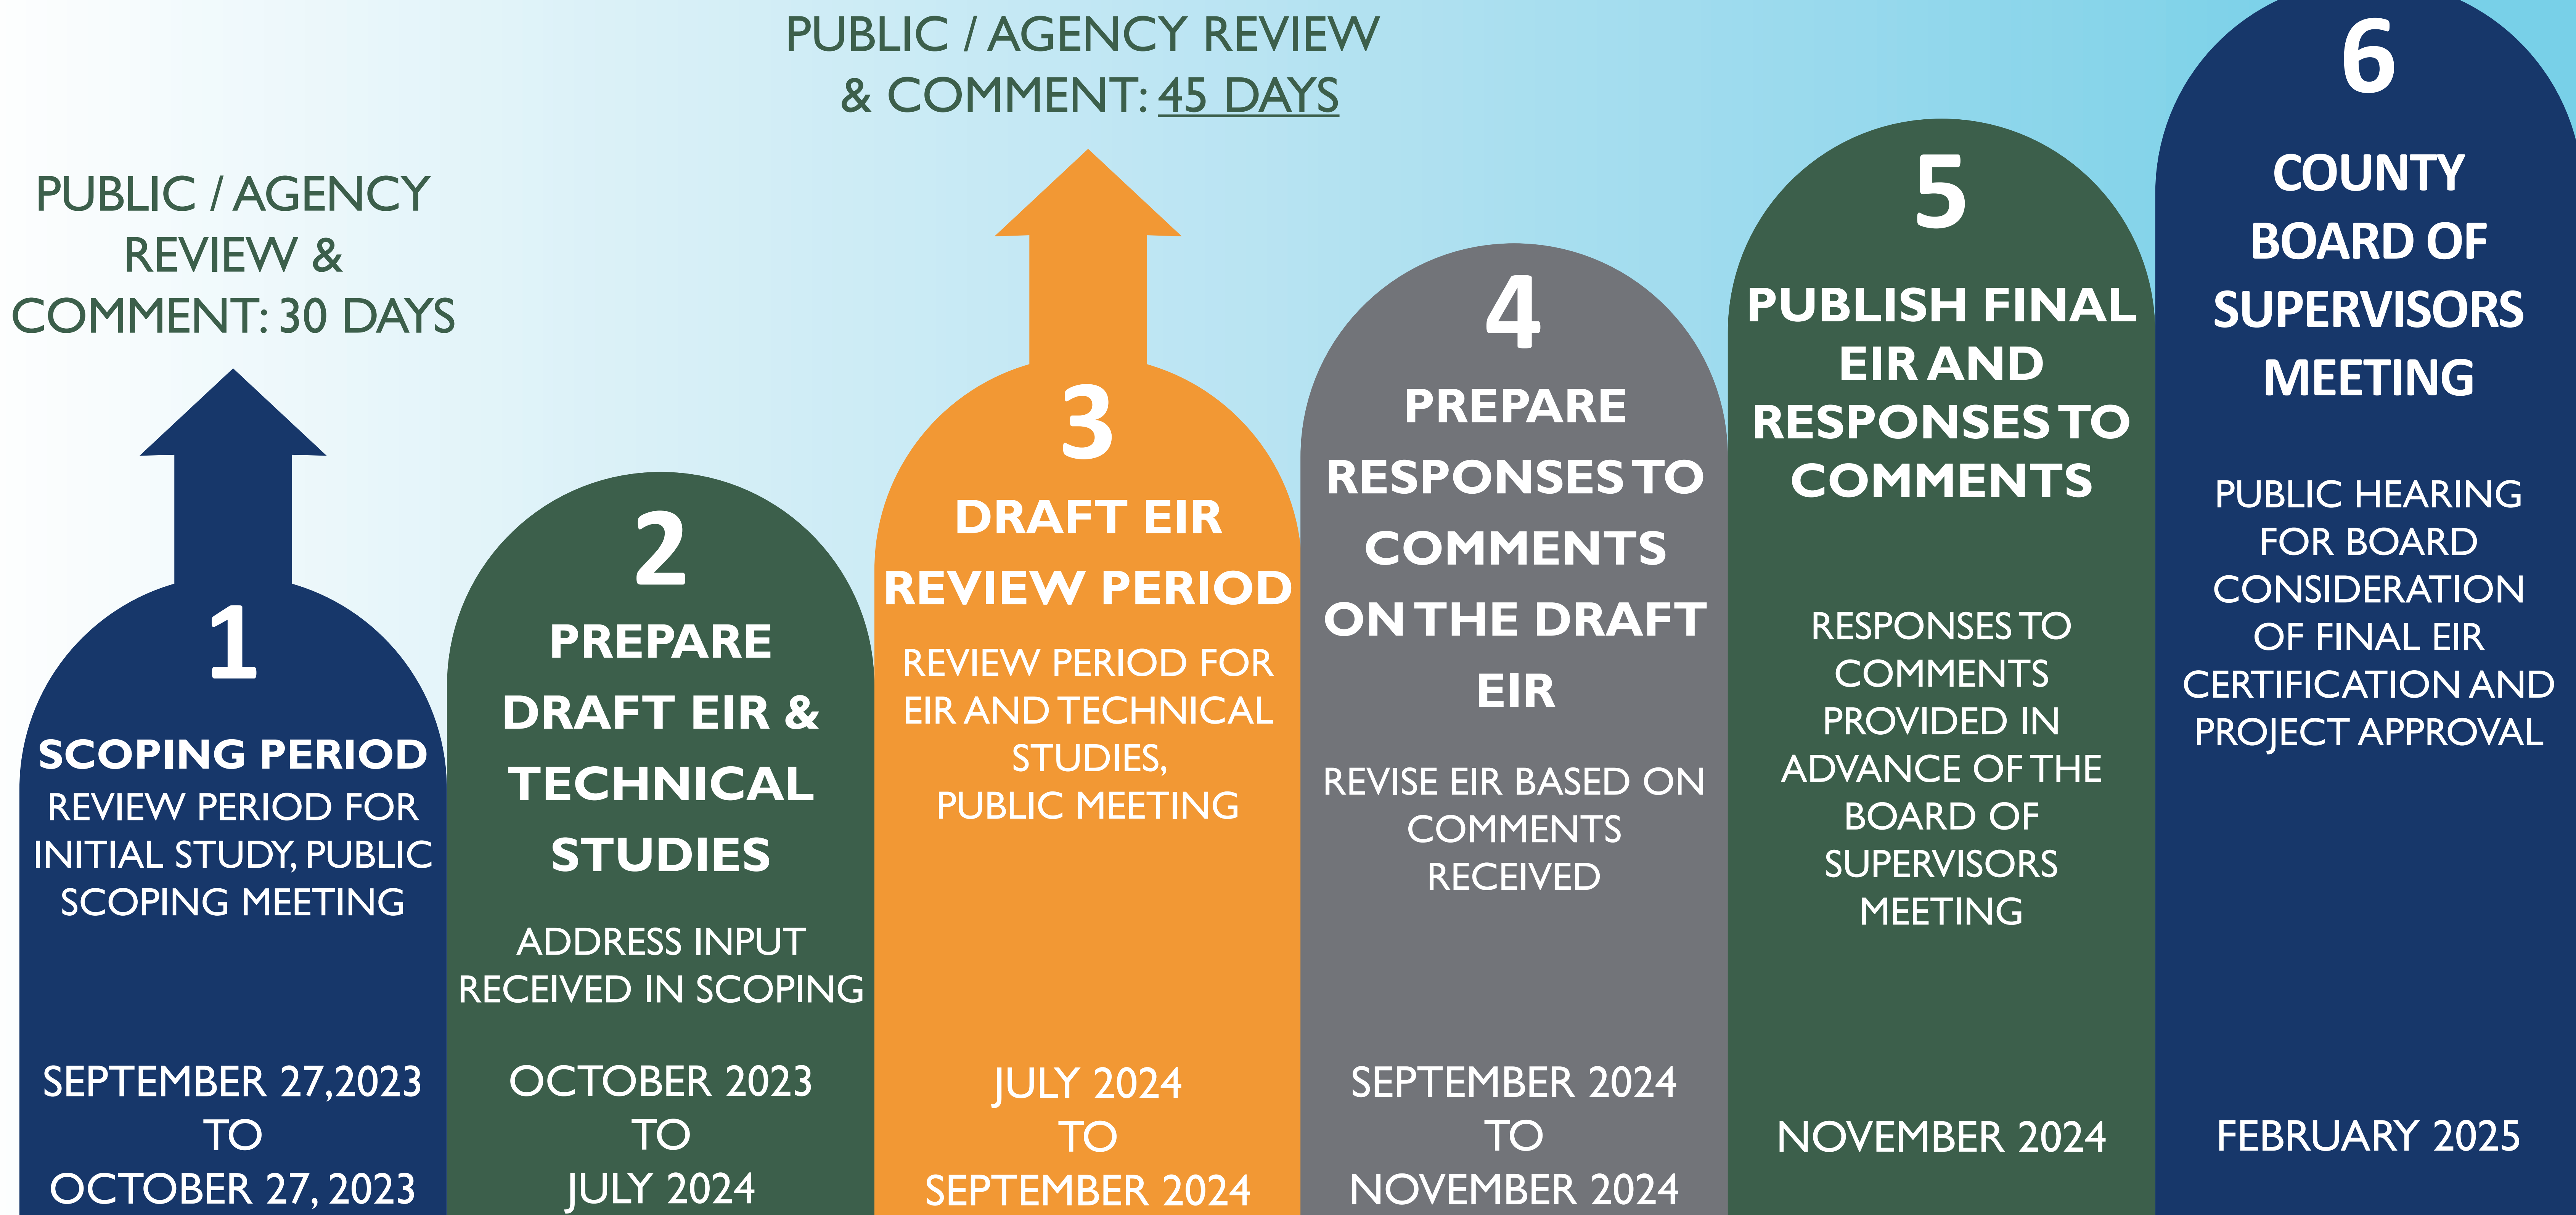 PUBLIC / AGENCY
REVIEW &
COMMENT: 30 DAYS
1
SCOPING PERIOD
REVIEW PERIOD FOR
INITIAL STUDY, PUBLIC
SCOPING MEETING
SEPTEMBER 27,2023
TO
OCTOBER 27, 2023
2
PREPARE
DRAFT EIR &
TECHNICAL
STUDIES
ADDRESS INPUT
RECEIVED IN SCOPING
OCTOBER 2023
TO
JULY 2024
PUBLIC / AGENCY REVIEW
& COMMENT: 45 DAYS
3
DRAFT EIR
REVIEW PERIOD
REVIEW PERIOD FOR
EIR AND TECHNICAL
STUDIES,
PUBLIC MEETING
JULY 2024
TO
SEPTEMBER 2024
4
PREPARE
RESPONSES TO
COMMENTS
ON THE DRAFT
EIR
REVISE EIR BASED ON
COMMENTS
RECEIVED
SEPTEMBER 2024
TO
NOVEMBER 2024
5
PUBLISH FINAL
EIR AND
RESPONSES TO
COMMENTS
RESPONSES TO
COMMENTS
PROVIDED IN
ADVANCE OF THE
BOARD OF
SUPERVISORS
MEETING
NOVEMBER 2024
6
COUNTY
BOARD OF
SUPERVISORS
MEETING
PUBLIC HEARING
FOR BOARD
CONSIDERATION
OF FINAL EIR
CERTIFICATION AND
PROJECT APPROVAL
FEBRUARY 2025